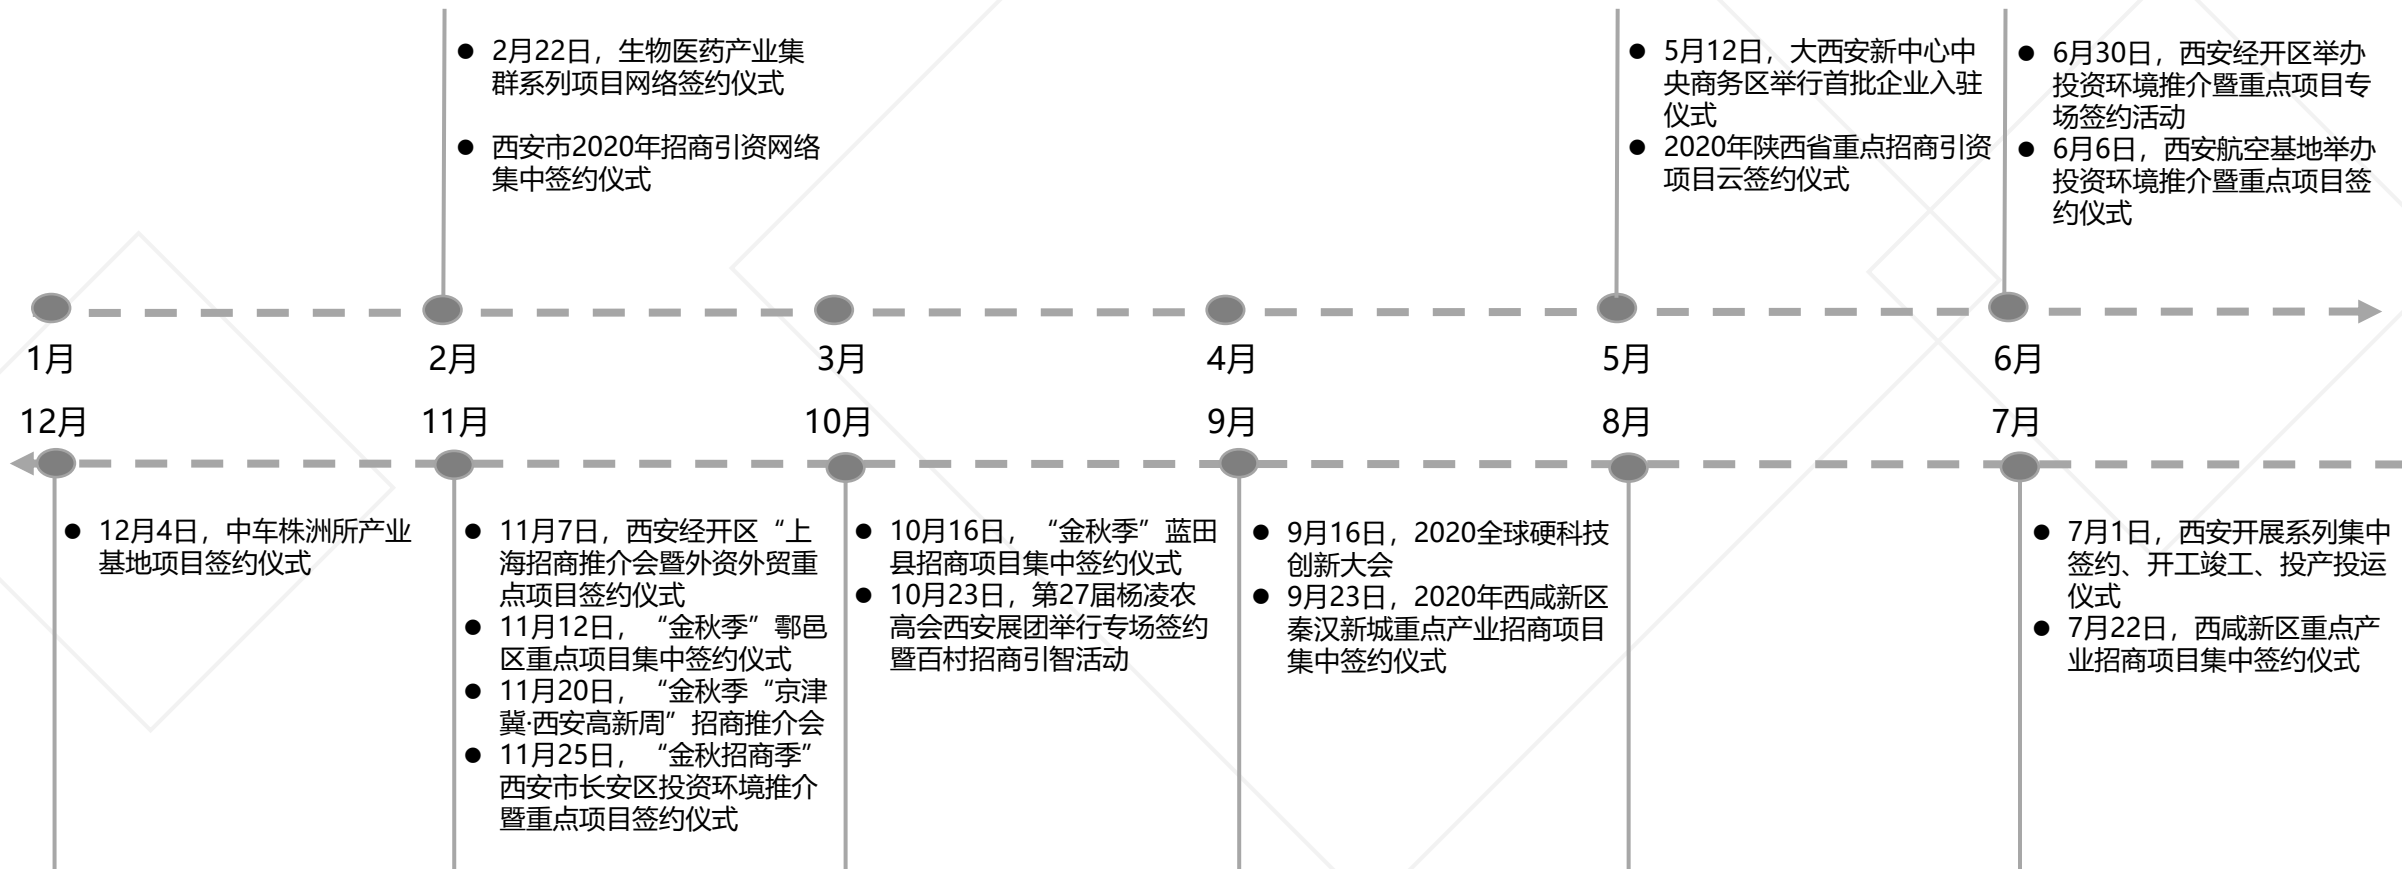 2月22日，生物医药产业集
群系列项目网络签约仪式
西安市2020年招商引资网络
集中签约仪式
5月12日，大西安新中心中
央商务区举行首批企业入驻
仪式
2020年陕西省重点招商引资
项目云签约仪式
6月30日，西安经开区举办
投资环境推介暨重点项目专
场签约活动
6月6日，西安航空基地举办
投资环境推介暨重点项目签
约仪式
1月
2月
3月
4月
5月
6月
12月
11月
10月
9月
8月
7月
12月4日，中车株洲所产业
基地项目签约仪式
11月7日，西安经开区“上
海招商推介会暨外资外贸重
点项目签约仪式
11月12日，“金秋季”鄠邑
区重点项目集中签约仪式
11月20日，“金秋季“京津
冀·西安高新周”招商推介会
11月25日，“金秋招商季”
西安市长安区投资环境推介
暨重点项目签约仪式
10月16日，“金秋季”蓝田
县招商项目集中签约仪式
10月23日，第27届杨凌农
高会西安展团举行专场签约
暨百村招商引智活动
9月16日，2020全球硬科技
创新大会
9月23日，2020年西咸新区
秦汉新城重点产业招商项目
集中签约仪式
7月1日，西安开展系列集中
签约、开工竣工、投产投运
仪式
7月22日，西咸新区重点产
业招商项目集中签约仪式